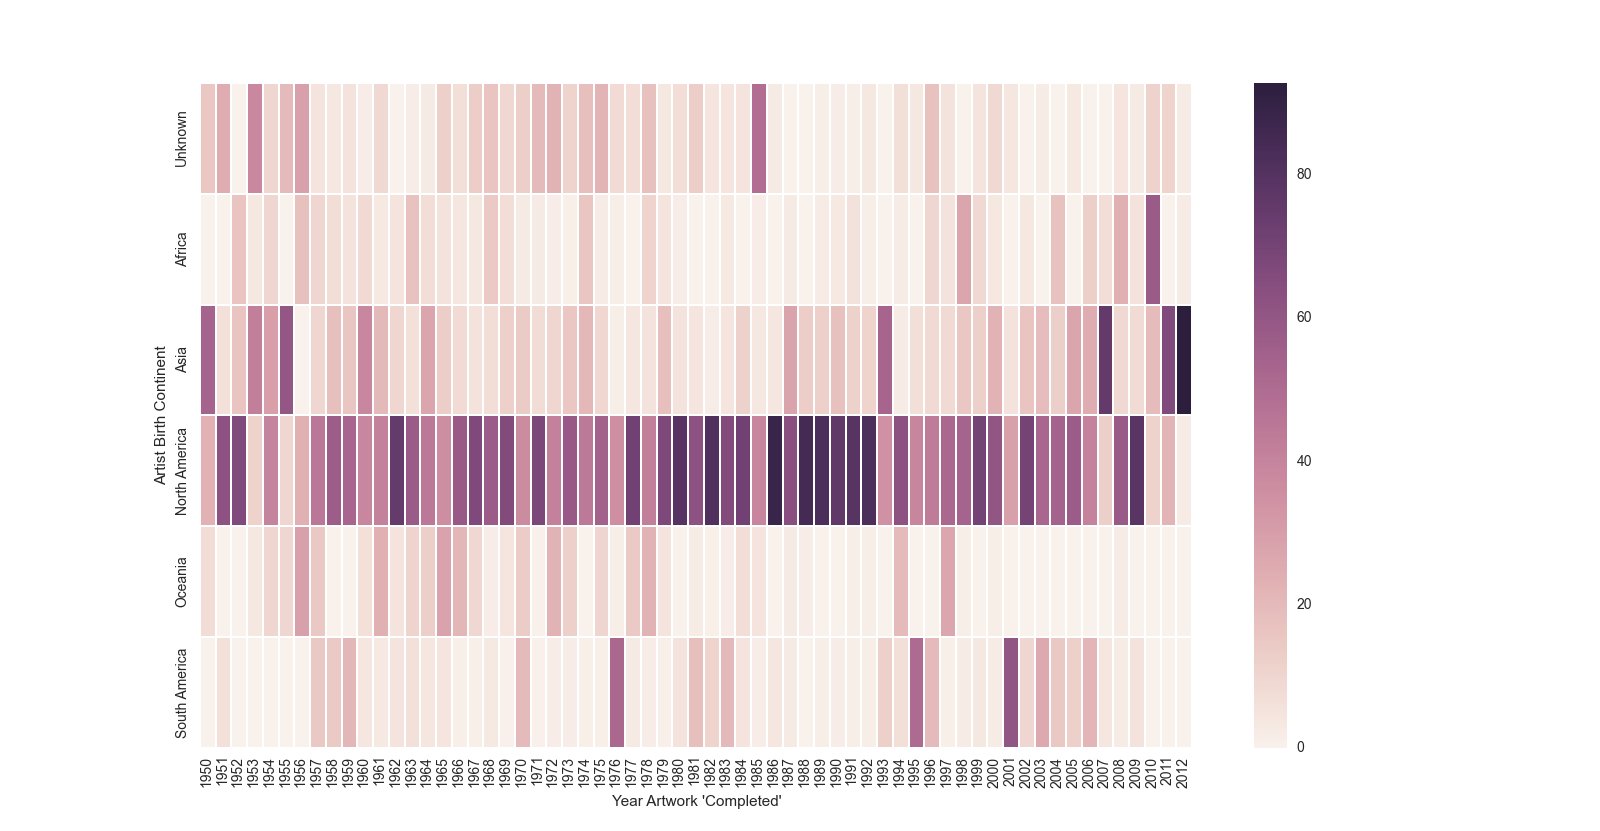 Artist Birth Continent
Unknown
Africa
Asia
North America
Oceania
South America
1950 1951 1952 1953 1954 1955 1956 1957 1958 1959 1960 1961 1962 1963 1964 1965 1966 1967 1968 1969 1970 1971 1972 1973 1974 1975 1976 1977 1978 1979 1980 1981 1982 1983 1984 1985 1986 1987 1988 1989 1990 1991 1992 1993 1994 1995 1996 1997 1998 1999 2000 2001 2002 2003 2004 2005 2006 2007 2008 2009 2010 2011 2012
Year Artwork 'Completed'
80
60
40
20
0